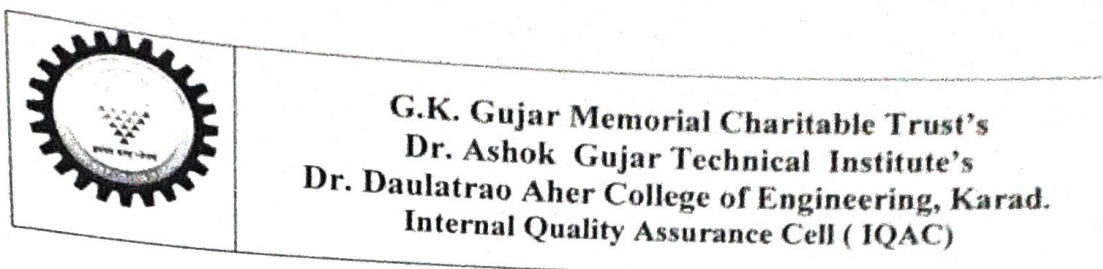 G.K. Gujar Memorial Charitable Trust's
Dr. Ashok Gujar Technical Institute's
Dr. Daulatrao Aher College of Engineering, Karad.
Internal Quality Assurance Cell ( IQAC)